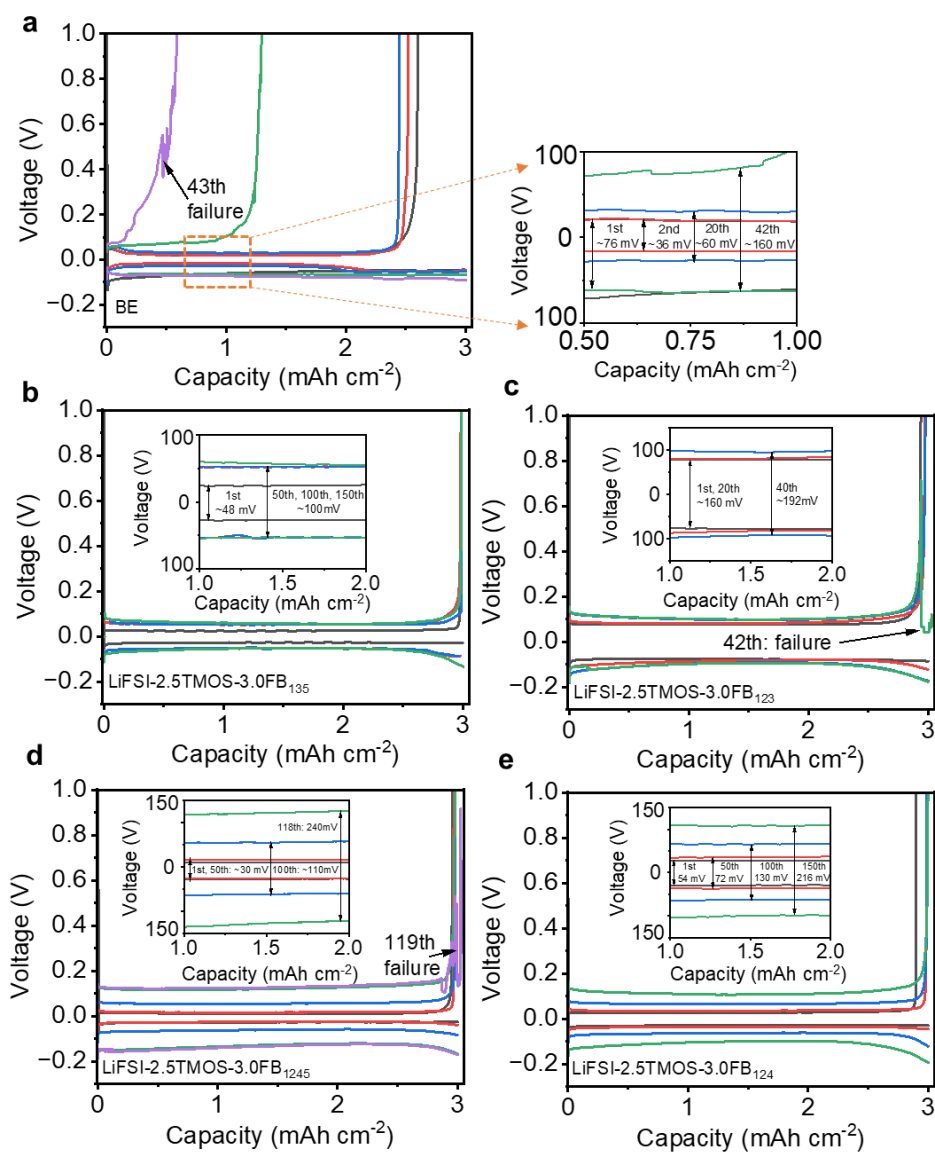 a
1.0
0.8
0.6
0.4
0.2
0.0
−0.2
Voltage (V)
43th
failure
BE
0
1
2
3
Capacity (mAh cm-2)
100
0
100
Voltage (V)
1st
~76 mV
2nd
~36 mV
20th
~60 mV
42th
~160 mV
0.50
0.75
1.00
Capacity (mAh cm-2)
b
1.0
0.8
0.6
0.4
0.2
0.0
−0.2
Voltage (V)
100
0
100
Voltage (V)
1st
~48 mV
50th, 100th, 150th
~100mV
1.0
1.5
2.0
Capacity (mAh cm-2)
LiFSI-2.5TMOS-3.0FB135
0
1
2
3
Capacity (mAh cm-2)
c
1.0
0.8
0.6
0.4
0.2
0.0
−0.2
Voltage (V)
100
0
100
Voltage (V)
1st, 20th
~160 mV
40th
~192mV
1.0
1.5
2.0
Capacity (mAh cm-2)
42th: failure
LiFSI-2.5TMOS-3.0FB123
0
1
2
3
Capacity (mAh cm-2)
d
1.0
0.8
0.6
0.4
0.2
0.0
−0.2
Voltage (V)
150
0
150
Voltage (V)
118th: 240mV
1st, 50th: ~30 mV
100th: ~110mV
1.0
1.5
2.0
Capacity (mAh cm-2)
119th
failure
LiFSI-2.5TMOS-3.0FB1245
0
1
2
3
Capacity (mAh cm-2)
e
1.0
0.8
0.6
0.4
0.2
0.0
−0.2
Voltage (V)
150
0
150
Voltage (V)
1st
54 mV
50th
72 mV
100th
130 mV
150th
216 mV
1.0
1.5
2.0
Capacity (mAh cm-2)
LiFSI-2.5TMOS-3.0FB124
0
1
2
3
Capacity (mAh cm-2)